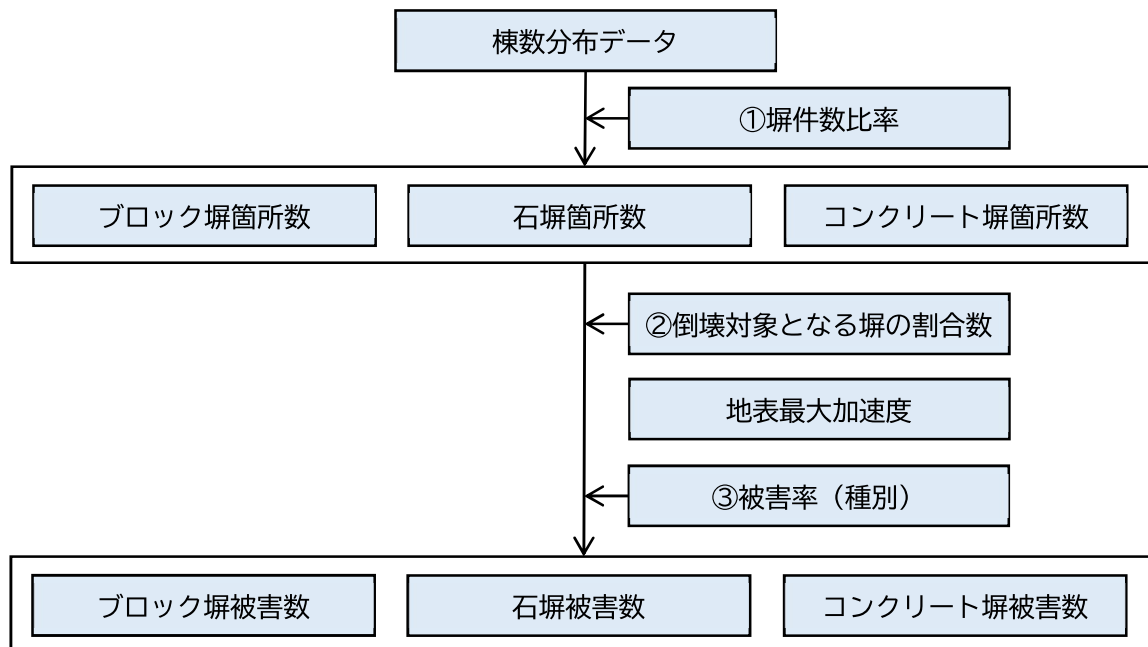 棟数分布データ
①塀件数比率
ブロック塀箇所数
石塀箇所数
コンクリート塀箇所数
②倒壊対象となる塀の割合数
地表最大加速度
③被害率（種別）
ブロック塀被害数
石塀被害数
コンクリート塀被害数